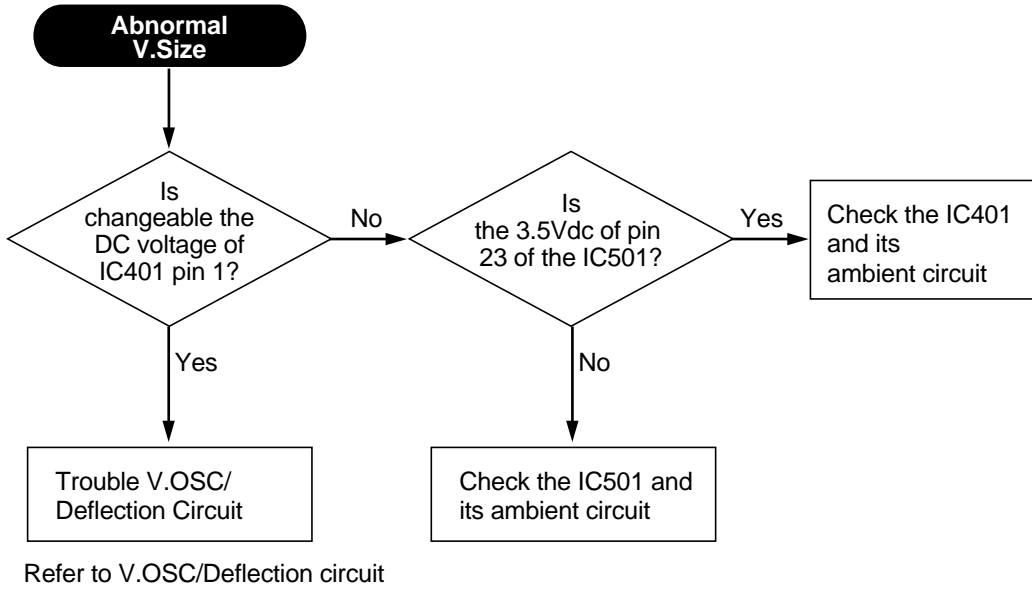 Abnormal
V.Size
Is
changeable the
DC voltage of
IC401 pin 1?
No
Is
the 3.5Vdc of pin
23 of the IC501?
Yes
Check the IC401
and its
ambient circuit
Yes
No
Trouble V.OSC/
Deflection Circuit
Check the IC501 and
its ambient circuit
Refer to V.OSC/Deflection circuit